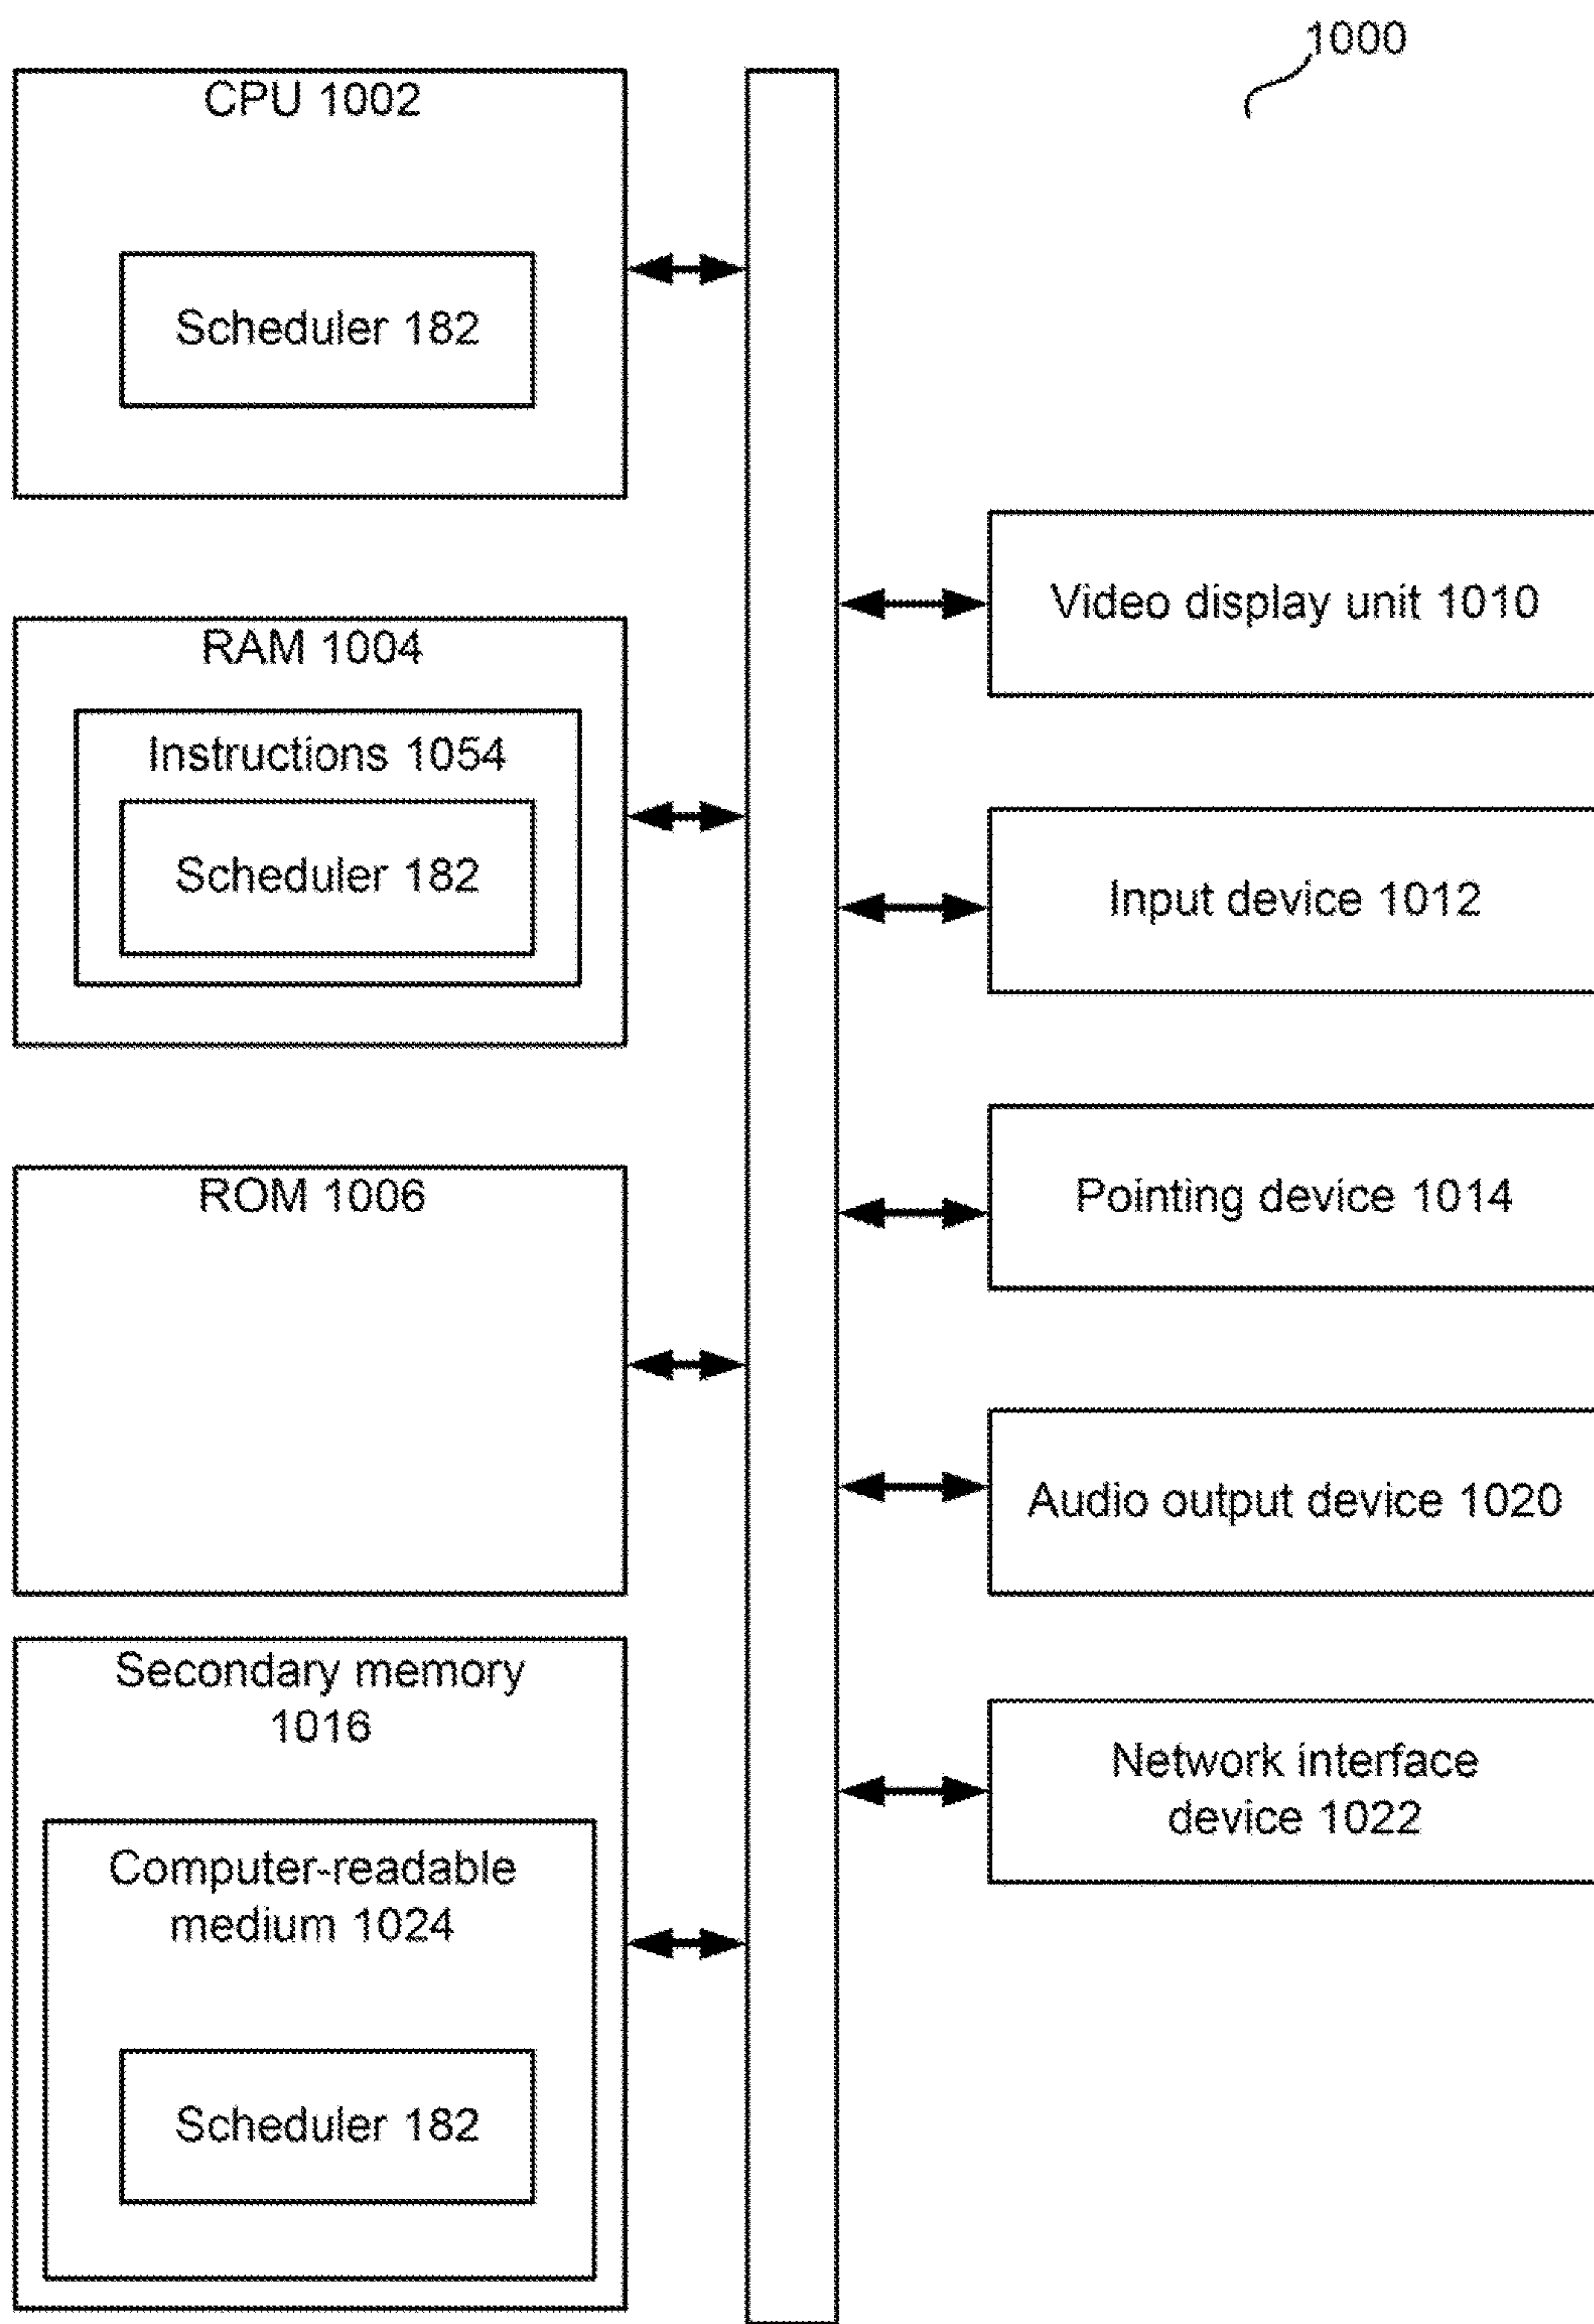 1000
CPU 1002
Scheduler 182
RAM 1004
Instructions 1054
Scheduler 182
ROM 1006
Secondary memory
1016
Computer-readable
medium 1024
Scheduler 182
Video display unit 1010
Input device 1012
Pointing device 1014
Audio output device 1020
Network interface
device 1022